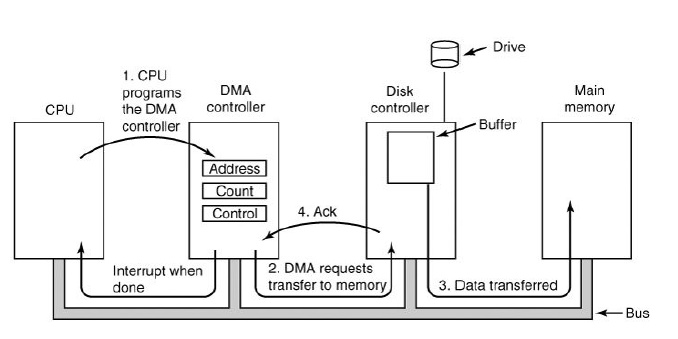 Drive
1. CPU
programs
the DMA
controller
CPU
DMA
controller
Disk
controller
Main
memory
Buffer
Address
Count
Control
4. Ack
Interrupt when
done
2. DMA requests
transfer to memory
3. Data transferred
Bus